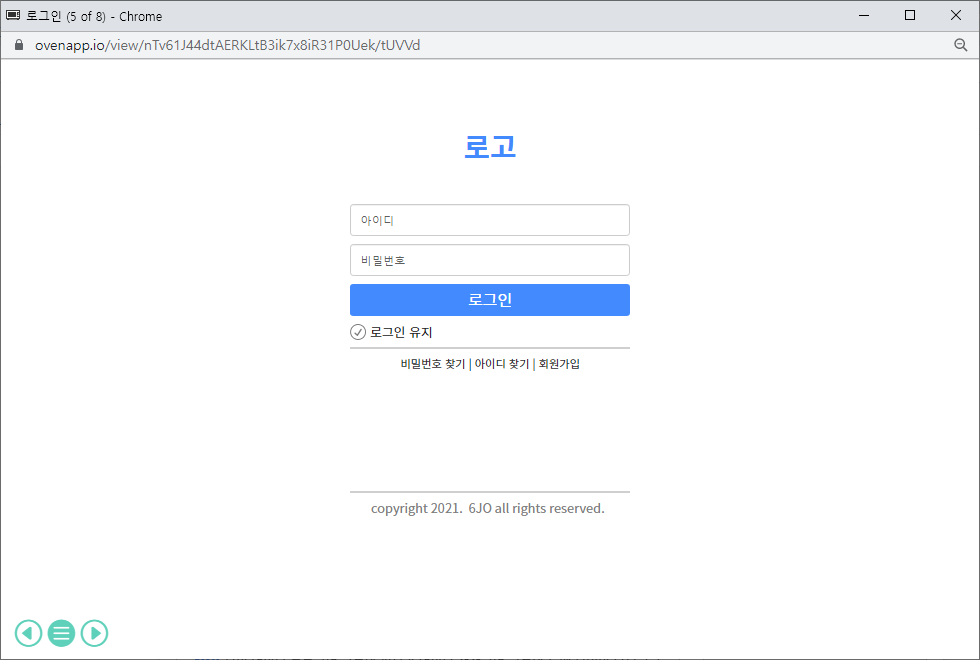 로그인 (5 of 8) - Chrome
ovenapp.io/view/nTv61J44dtAERKLtB3ik7x8iR31P0Uek/tUVVd
로고
아이디
비밀번호
로그인
로그인 유지
비밀번호 찾기 | 아이디 찾기 | 회원가입
copyright 2021. 6JO all rights reserved.